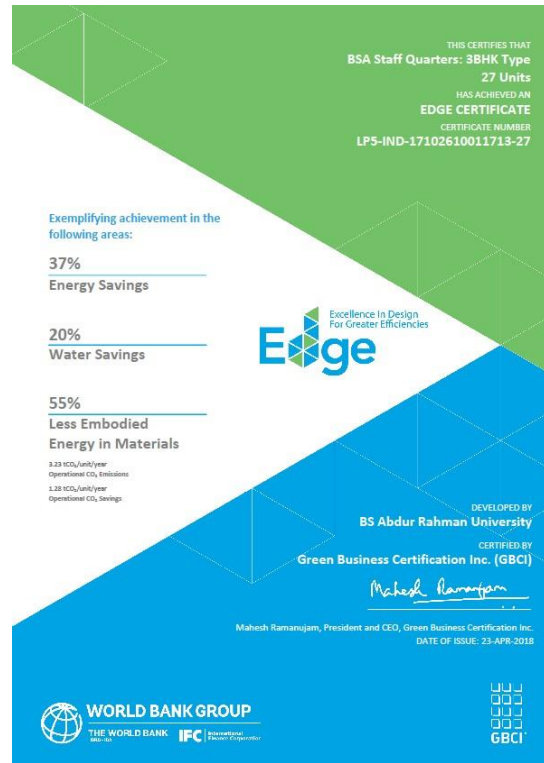 THIS CERTIFIES THAT
BSA Staff Quarters: 3BHK Type
27 Units
HAS ACHIEVED AN
EDGE CERTIFICATE
CERTIFICATE NUMBER
LP5-IND-17102610011713-27
Exemplifying achievement in the
following areas:
37%
Energy Savings
20%
Water Savings
55%
Less Embodied
Energy in Materials
3.23 tCO₂/unit/year
Operational CO₂ Emissions
1.28 tCO₂/unit/year
Operational CO₂ Savings
Excellence In Design
For Greater Efficiencies
Edge
DEVELOPED BY
BS Abdur Rahman University
CERTIFIED BY
Green Business Certification Inc. (GBCI)
Mahesh Ramanujam
Mahesh Ramanujam, President and CEO, Green Business Certification Inc.
DATE OF ISSUE: 23-APR-2018
WORLD BANK GROUP
THE WORLD BANK
IBRD • IDA
IFC
International
Finance Corporation
GBCI